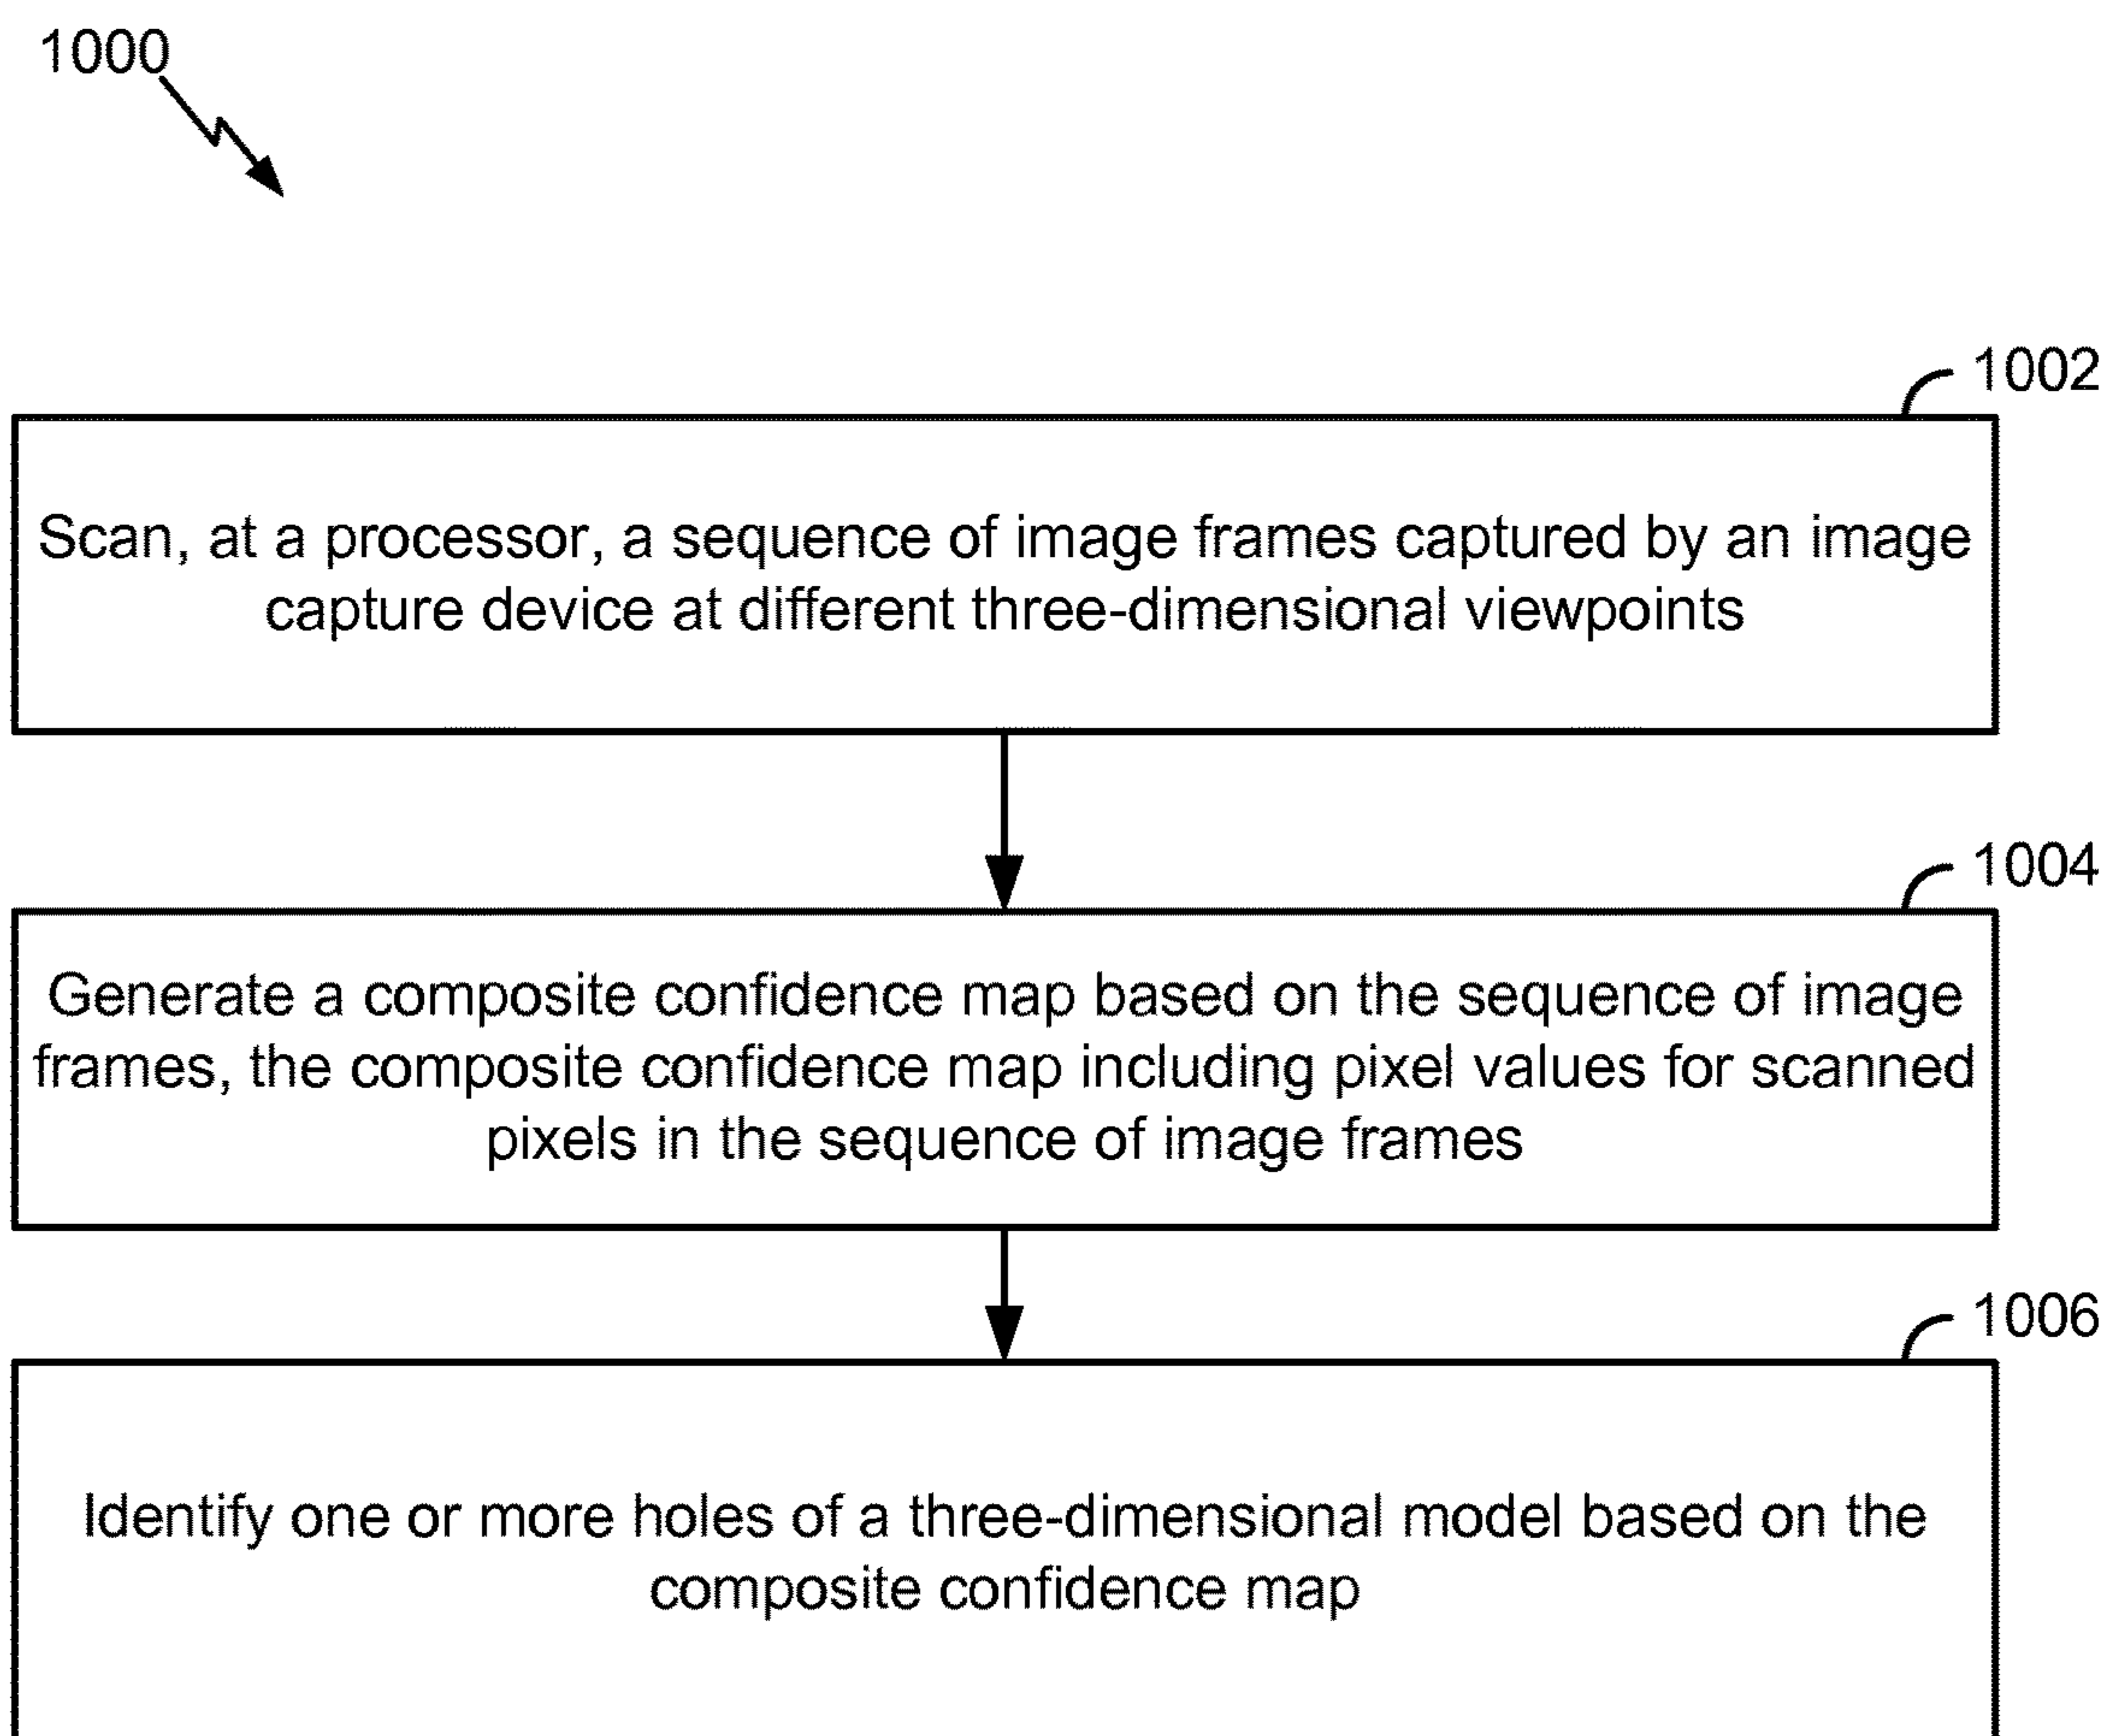 1000
1002
Scan, at a processor, a sequence of image frames captured by an image
capture device at different three-dimensional viewpoints
1004
Generate a composite confidence map based on the sequence of image
frames, the composite confidence map including pixel values for scanned
pixels in the sequence of image frames
1006
Identify one or more holes of a three-dimensional model based on the
composite confidence map